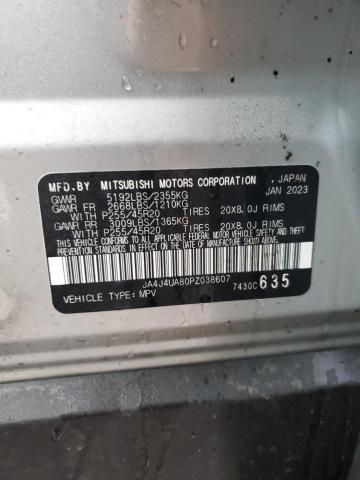 MFD.BY MITSUBISHI MOTORS CORPORATION , JAPAN
GVWR 5192LBS/2355KG JAN 2023
GAWR FR 2668LBS/1210KG
WITH P255/45R20 TIRES 20X8.0J RIMS
GAWR RR 3009LBS/1365KG
WITH P255/45R20 TIRES 20X8.0J RIMS
THIS VEHICLE CONFORMS TO ALL APPLICABLE FEDERAL MOTOR VEHICLE SAFETY AND THEFT PREVENTION STANDARDS IN EFFECT ON THE DATE OF MANUFACTURE SHOWN ABOVE.
JA4J4UA80PZ038607
VEHICLE TYPE: MPV 7430C 635